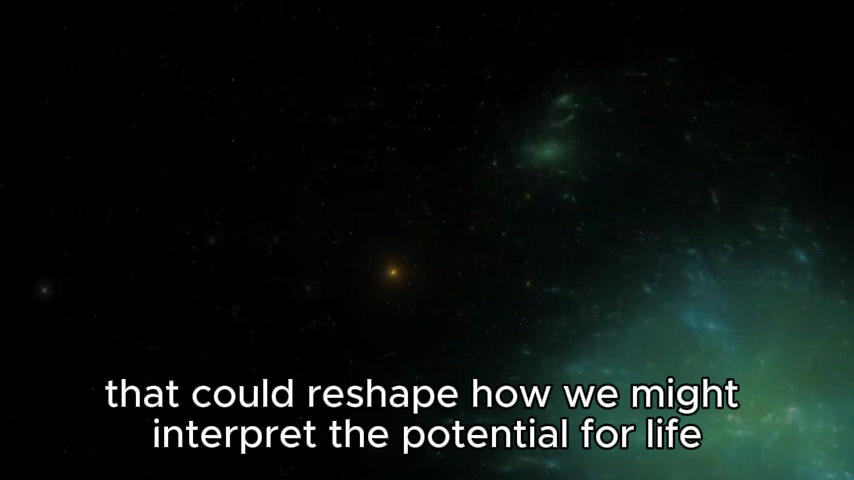 that could reshape how we might
interpret the potential for life